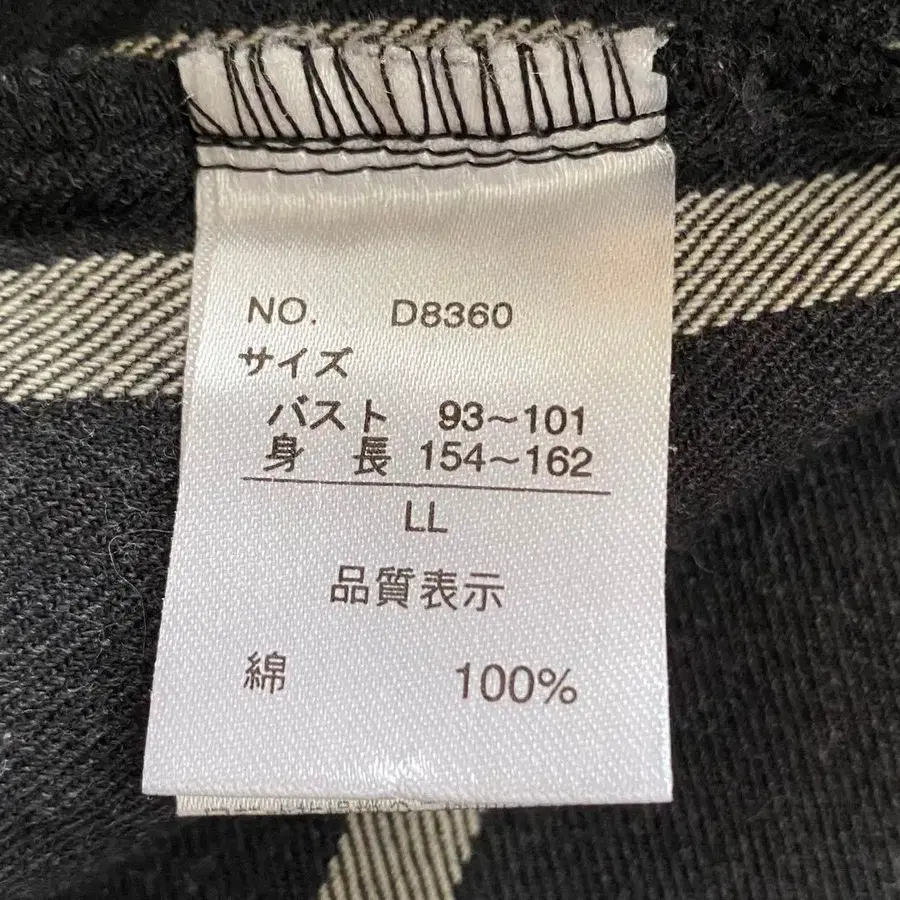 NO. D8360
サイズ
バスト 93～101
身 長 154～162
LL
品質表示
綿 100%